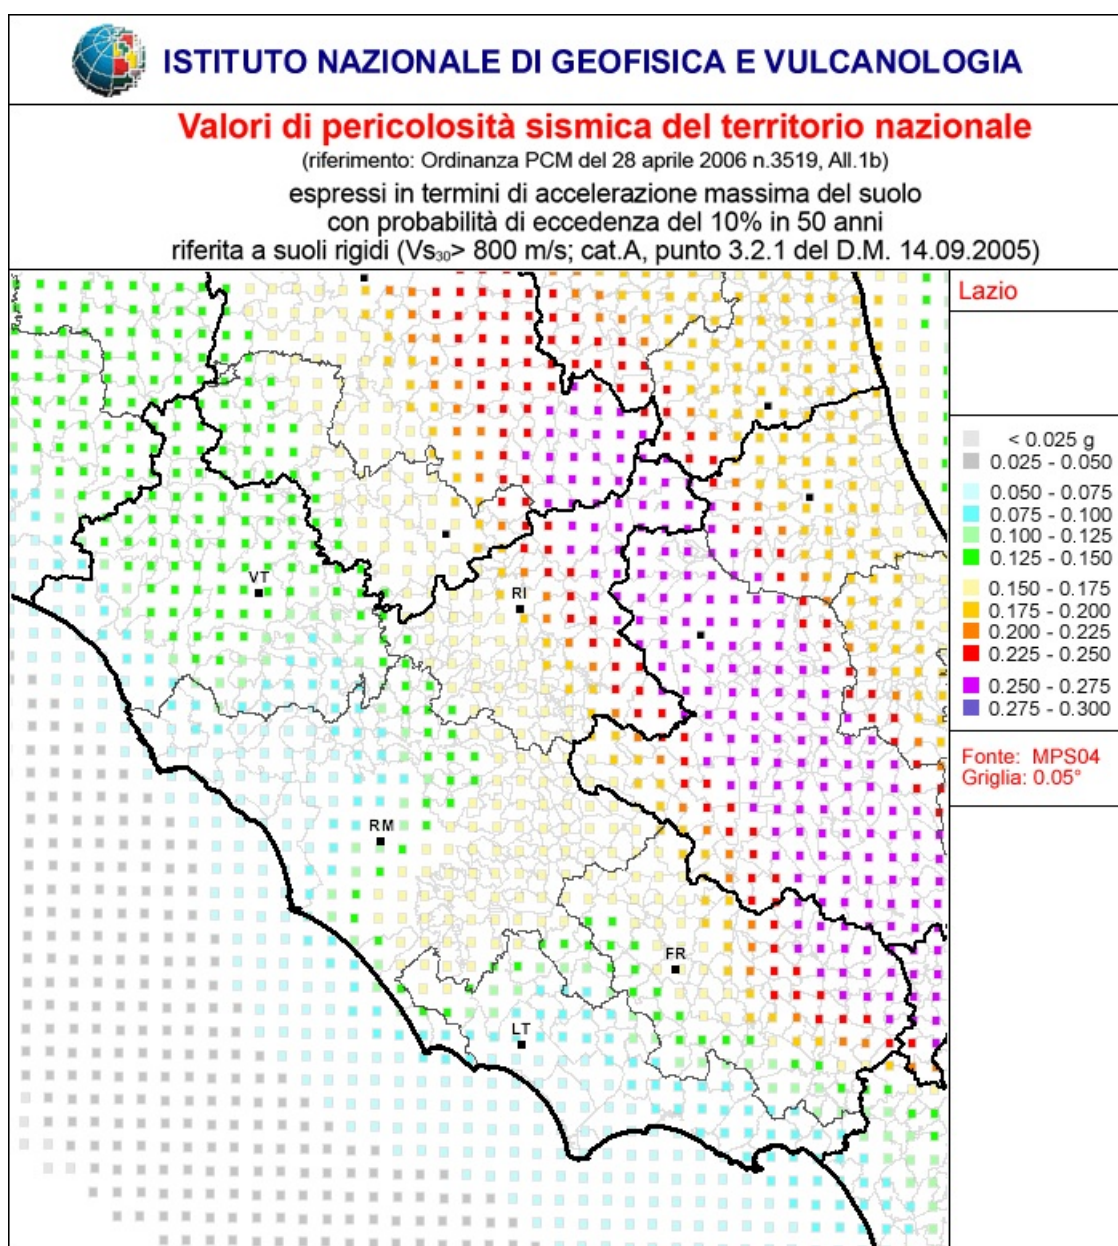 ISTITUTO NAZIONALE DI GEOFISICA E VULCANOLOGIA
Valori di pericolosità sismica del territorio nazionale
(riferimento: Ordinanza PCM del 28 aprile 2006 n.3519, All.1b)
espressi in termini di accelerazione massima del suolo
con probabilità di eccedenza del 10% in 50 anni
riferita a suoli rigidi (Vs30> 800 m/s; cat.A, punto 3.2.1 del D.M. 14.09.2005)
Lazio
< 0.025 g
0.025 - 0.050
0.050 - 0.075
0.075 - 0.100
0.100 - 0.125
0.125 - 0.150
0.150 - 0.175
0.175 - 0.200
0.200 - 0.225
0.225 - 0.250
0.250 - 0.275
0.275 - 0.300
Fonte: MPS04
Griglia: 0.05°
VT
RI
RM
FR
LT